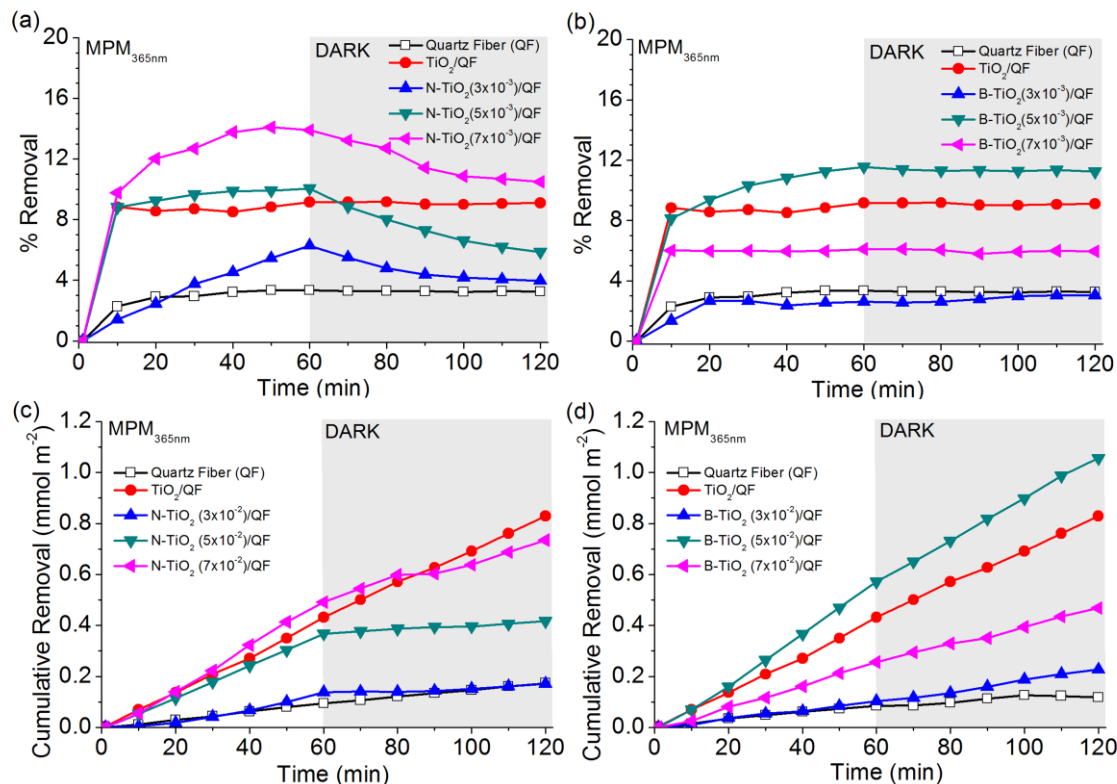 (a)
MPM365nm
DARK
Quartz Fiber (QF)
TiO2/QF
N-TiO2(3x10-3)/QF
N-TiO2(5x10-3)/QF
N-TiO2(7x10-3)/QF
% Removal
20
16
12
8
4
0
0 20 40 60 80 100 120
Time (min)
(b)
MPM365nm
DARK
Quartz Fiber (QF)
TiO2/QF
B-TiO2(3x10-3)/QF
B-TiO2(5x10-3)/QF
B-TiO2(7x10-3)/QF
% Removal
20
16
12
8
4
0
0 20 40 60 80 100 120
Time (min)
(c)
MPM365nm
DARK
Quartz Fiber (QF)
TiO2/QF
N-TiO2 (3x10-2)/QF
N-TiO2 (5x10-2)/QF
N-TiO2 (7x10-2)/QF
Cumulative Removal (mmol m-2)
1.2
1.0
0.8
0.6
0.4
0.2
0.0
0 20 40 60 80 100 120
Time (min)
(d)
MPM365nm
DARK
Quartz Fiber (QF)
TiO2/QF
B-TiO2 (3x10-2)/QF
B-TiO2 (5x10-2)/QF
B-TiO2 (7x10-2)/QF
Cumulative Removal (mmol m-2)
1.2
1.0
0.8
0.6
0.4
0.2
0.0
0 20 40 60 80 100 120
Time (min)